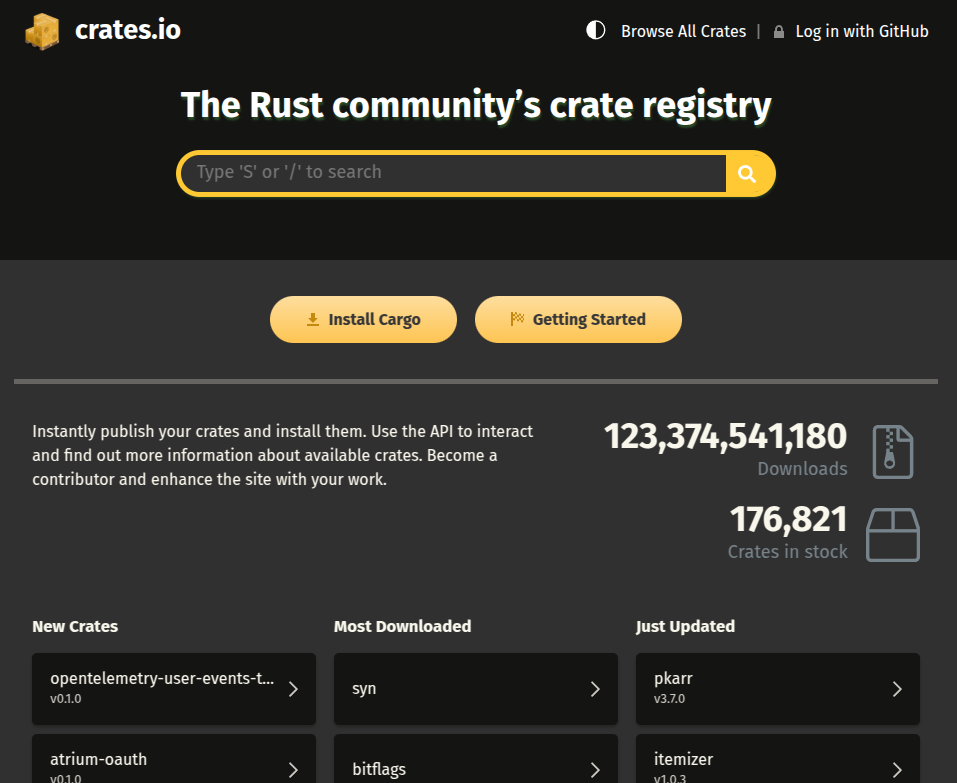 crates.io
Browse All Crates | Log in with GitHub
The Rust community’s crate registry
Type 'S' or '/' to search
Install Cargo
Getting Started
Instantly publish your crates and install them. Use the API to interact
and find out more information about available crates. Become a
contributor and enhance the site with your work.
123,374,541,180
Downloads
176,821
Crates in stock
New Crates
opentelemetry-user-events-t...
v0.1.0
atrium-oauth
v0.1.0
Most Downloaded
syn
bitflags
Just Updated
pkarr
v3.7.0
itemizer
v1.0.3